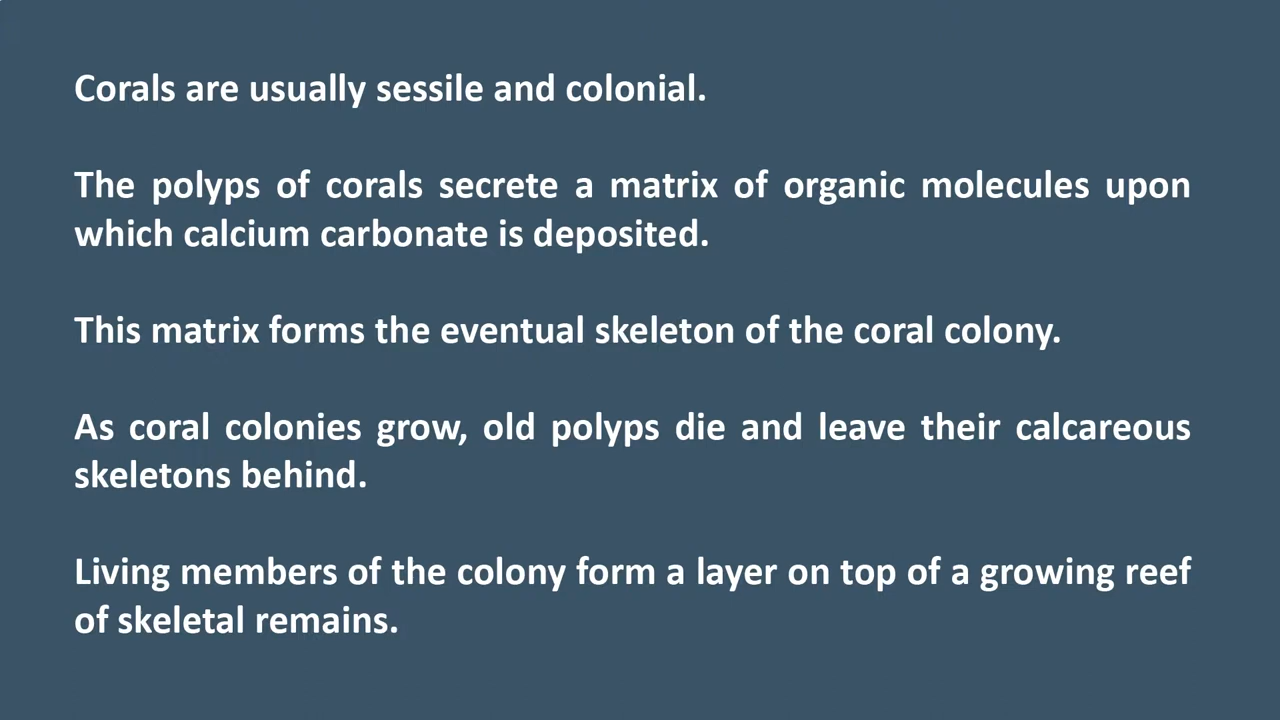 Corals are usually sessile and colonial.
The polyps of corals secrete a matrix of organic molecules upon
which calcium carbonate is deposited.
This matrix forms the eventual skeleton of the coral colony.
As coral colonies grow, old polyps die and leave their calcareous
skeletons behind.
Living members of the colony form a layer on top of a growing reef
of skeletal remains.